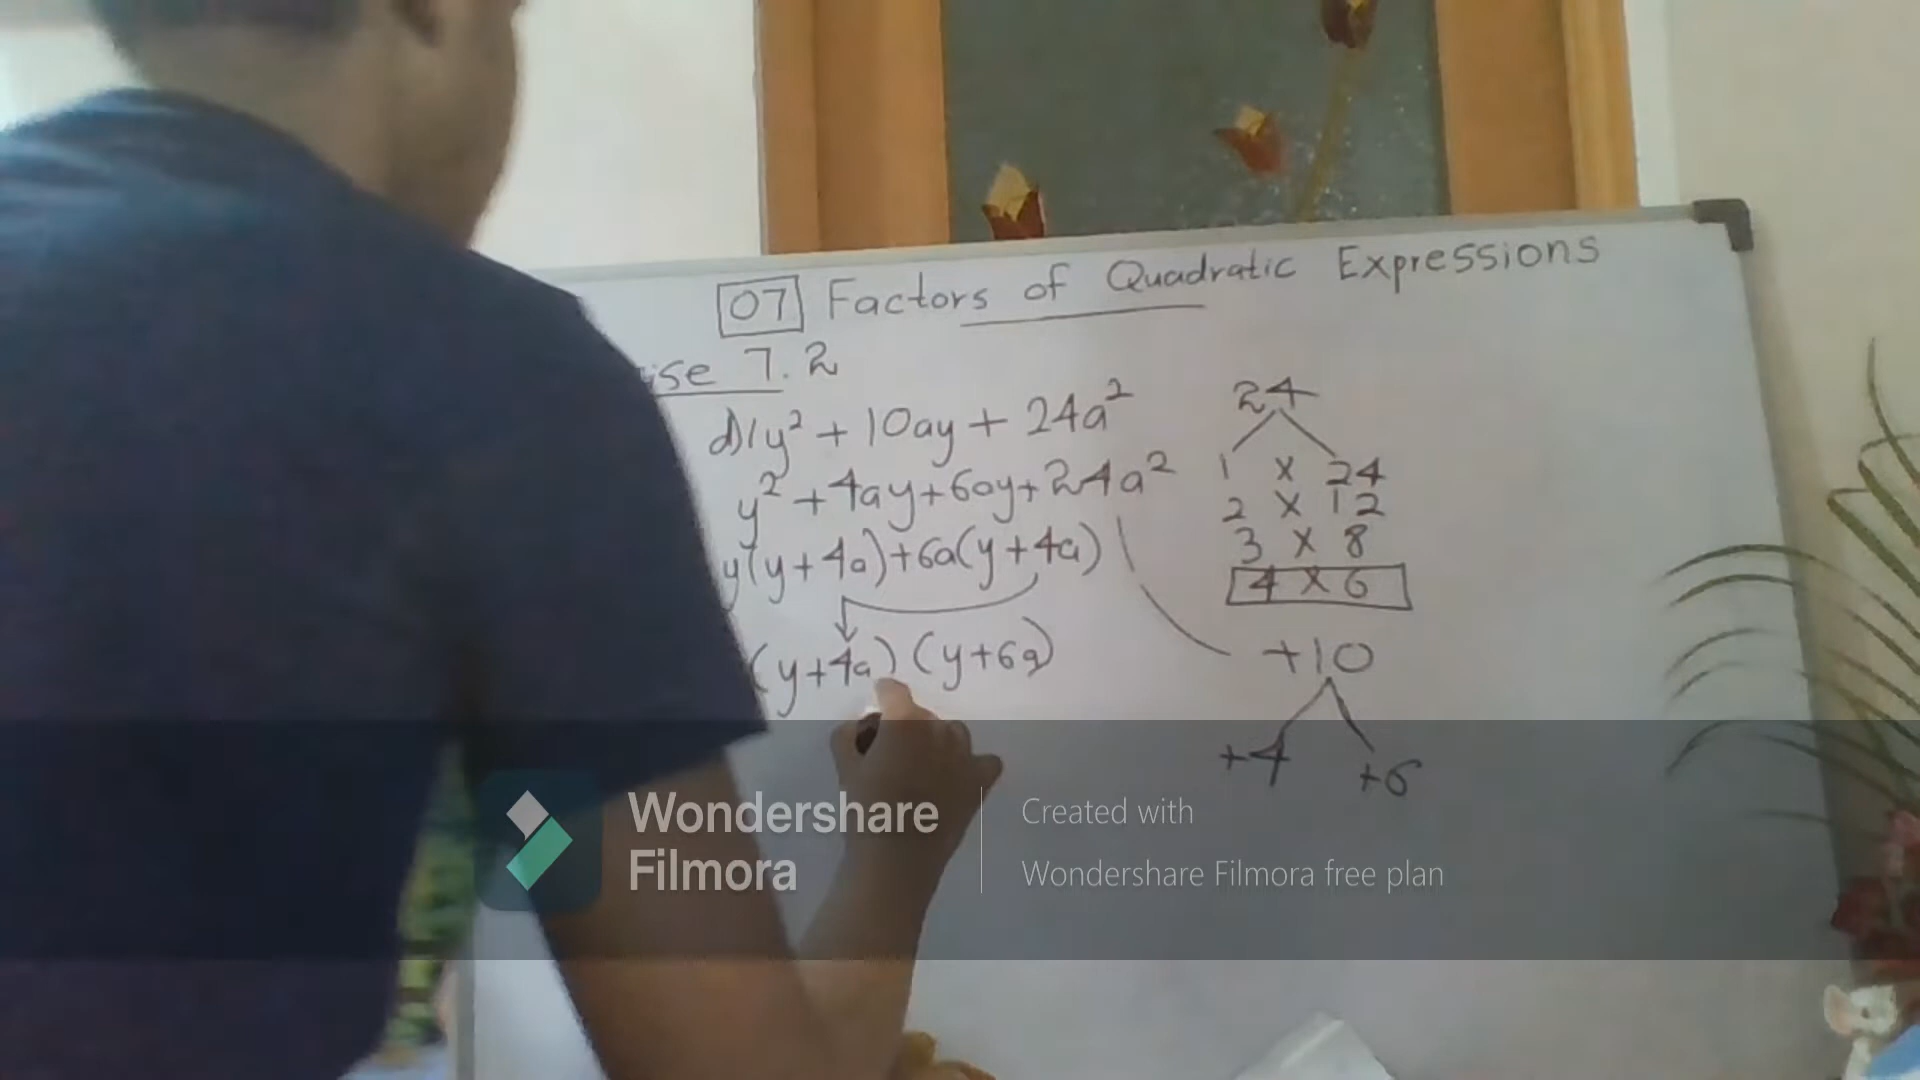 07 Factors of Quadratic Expressions
ise 7.2
d) y² + 10ay + 24a²
y² + 4ay + 6ay + 24a²
y(y + 4a) + 6a(y + 4a)
(y + 4a) (y + 6a)
24
1 x 24
2 x 12
3 x 8
4 x 6
+10
+4 +6
Wondershare
Filmora
Created with
Wondershare Filmora free plan